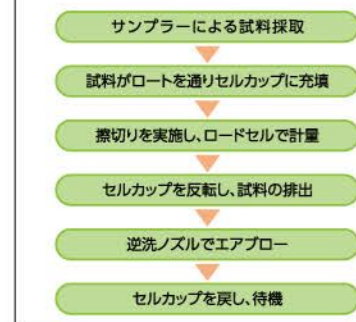 サンプラーによる試料採取
試料がロートを通りセルカップに充填
擦切りを実施し、ロードセルで計量
セルカップを反転し、試料の排出
逆洗ノズルでエアブロー
セルカップを戻し、待機